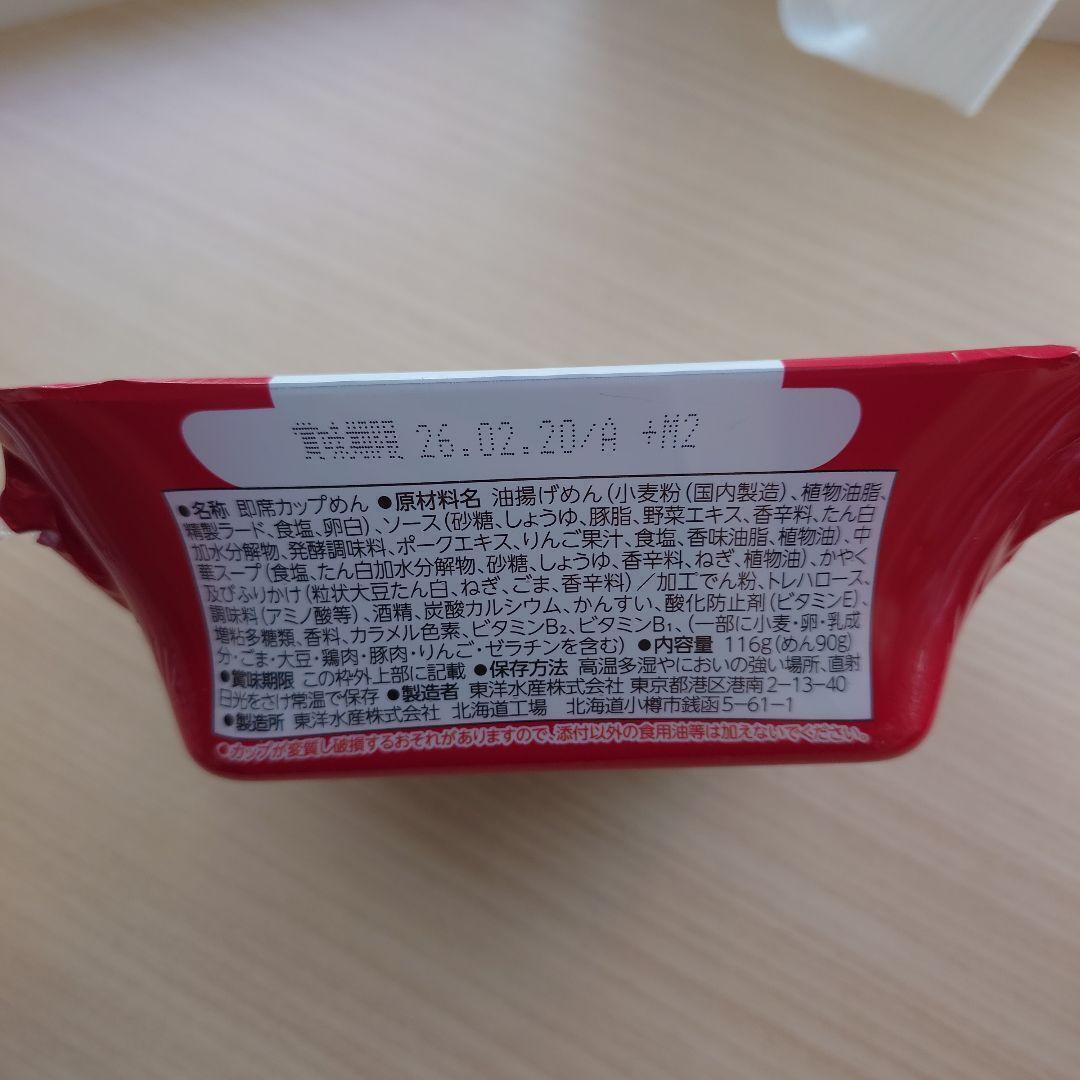 賞味期限 26.02.20/A +M2
●名称 即席カップめん ●原材料名 油揚げめん(小麦粉(国内製造)、植物油脂、
精製ラード、食塩、卵白)、ソース(砂糖、しょうゆ、豚脂、野菜エキス、香辛料、たん白
加水分解物、発酵調味料、ポークエキス、りんご果汁、食塩、香味油脂、植物油)、中
華スープ(食塩、たん白加水分解物、砂糖、しょうゆ、香辛料、ねぎ、植物油)、かやく
及びふりかけ(粒状大豆たん白、ねぎ、ごま、香辛料)/加工でん粉、トレハロース、
調味料(アミノ酸等)、酒精、炭酸カルシウム、かんすい、酸化防止剤(ビタミンE)、
増粘多糖類、香料、カラメル色素、ビタミンB₂、ビタミンB₁、(一部に小麦・卵・乳成
分・ごま・大豆・鶏肉・豚肉・りんご・ゼラチンを含む) ●内容量 116g(めん90g)
●賞味期限 この枠外上部に記載 ●保存方法 高温多湿やにおいの強い場所、直射
日光をさけ常温で保存 ●製造者 東洋水産株式会社 東京都港区港南2-13-40
●製造所 東洋水産株式会社 北海道工場 北海道小樽市銭函5-61-1
●カップが変質し破損するおそれがありますので、添付以外の食用油等は加えないでください。